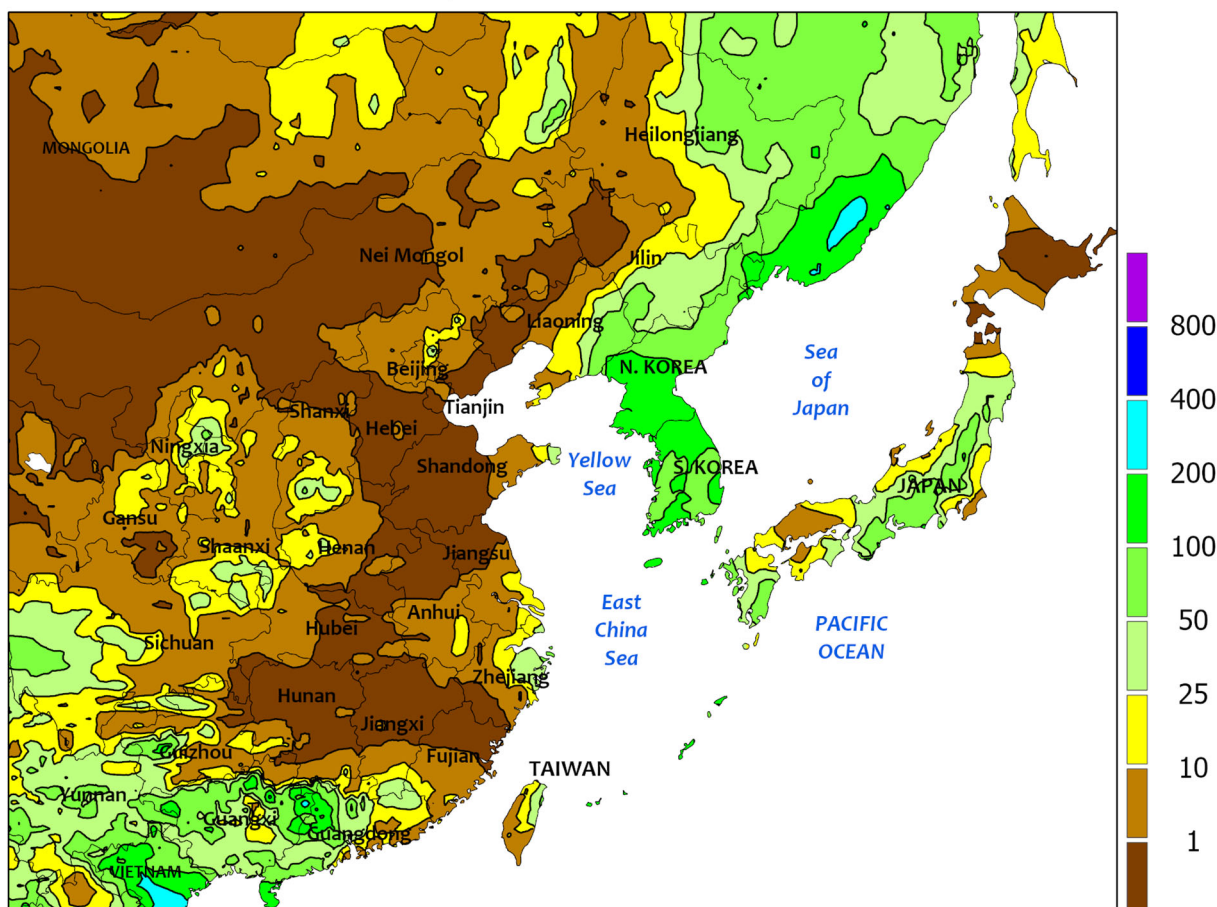 Heilongjiang
MONGOLIA
Nei Mongol
Jilin
Liaoning
Beijing
N. KOREA
Sea
of
Japan
Tianjin
Shanxi
Hebei
Ningxia
Shandong
Yellow
Sea
S. KOREA
JAPAN
Gansu
Shaanxi
Henan
Jiangsu
Anhui
East
China
Sea
PACIFIC
OCEAN
Hubei
Sichuan
Zhejiang
Hunan
Jiangxi
Guizhou
Fujian
TAIWAN
Yunnan
Guangxi
Guangdong
VIETNAM
800
400
200
100
50
25
10
1